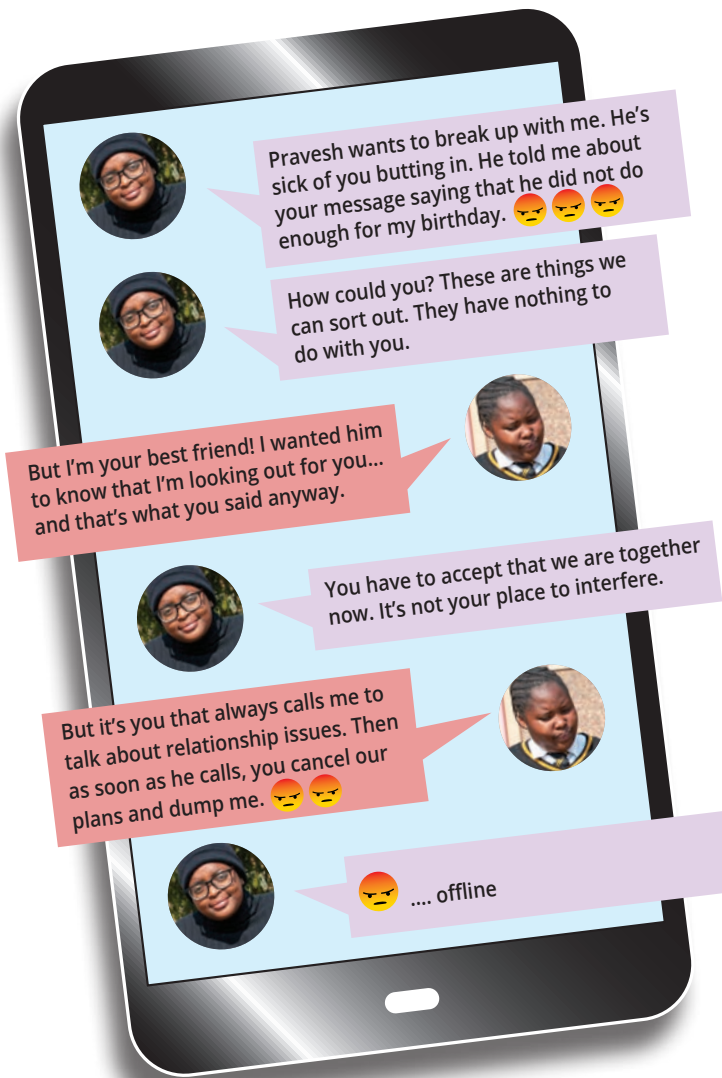 Pravesh wants to break up with me. He’s
sick of you butting in. He told me about
your message saying that he did not do
enough for my birthday. 😡😡😡
How could you? These are things we
can sort out. They have nothing to
do with you.
But I’m your best friend! I wanted him
to know that I’m looking out for you...
and that’s what you said anyway.
You have to accept that we are together
now. It’s not your place to interfere.
But it’s you that always calls me to
talk about relationship issues. Then
as soon as he calls, you cancel our
plans and dump me. 😡😡
😡 .... offline